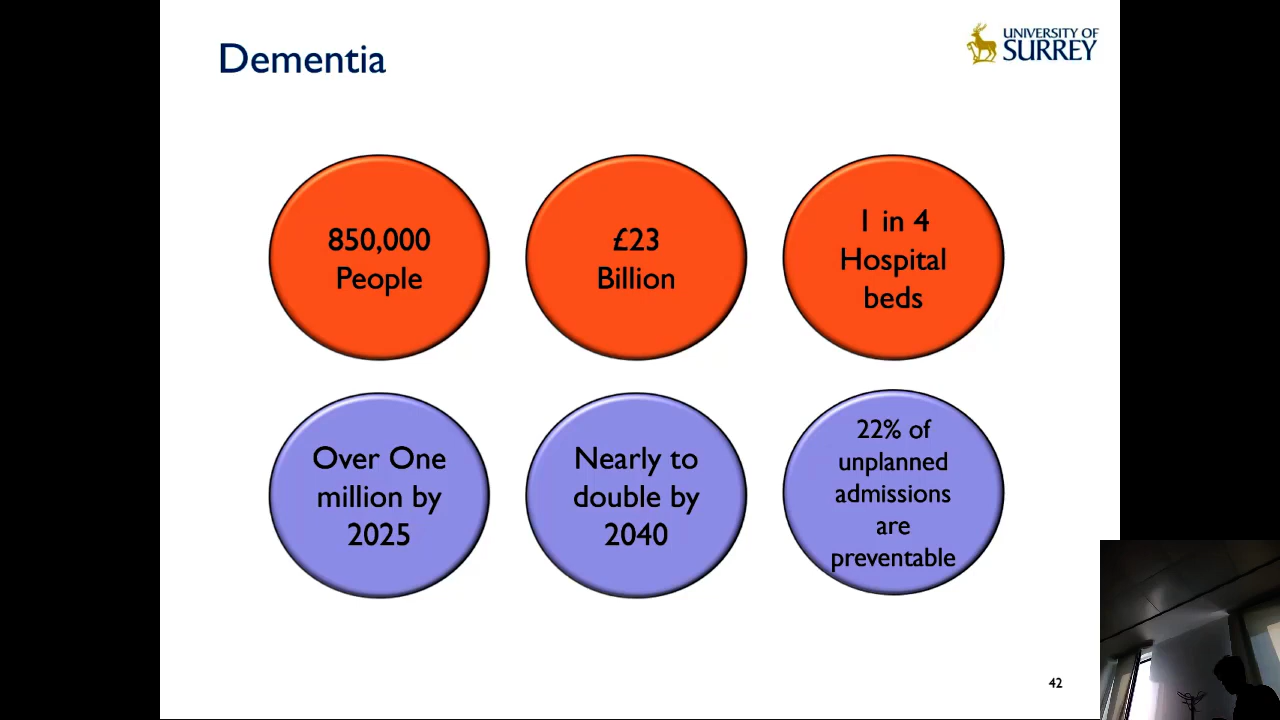 Dementia
UNIVERSITY OF
SURREY
850,000
People
£23
Billion
1 in 4
Hospital
beds
Over One
million by
2025
Nearly to
double by
2040
22% of
unplanned
admissions
are
preventable
42